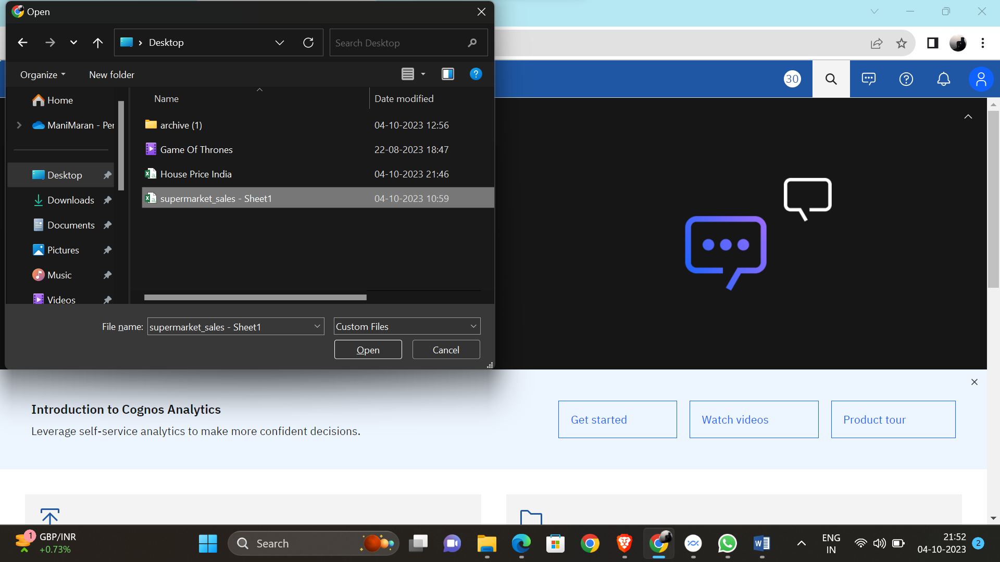 Open
Desktop
Search Desktop
Organize
New folder
?
30
Name
Date modified
Home
ManiMaran - Per
Desktop
Downloads
Documents
Pictures
Music
Videos
archive (1)
04-10-2023 12:56
Game Of Thrones
22-08-2023 18:47
House Price India
04-10-2023 21:46
supermarket_sales - Sheet1
04-10-2023 10:59
File name:
supermarket_sales - Sheet1
Custom Files
Open
Cancel
Introduction to Cognos Analytics
Leverage self-service analytics to make more confident decisions.
Get started
Watch videos
Product tour
1
GBP/INR
+0.73%
Search
W
ENG
IN
21:52
04-10-2023
2